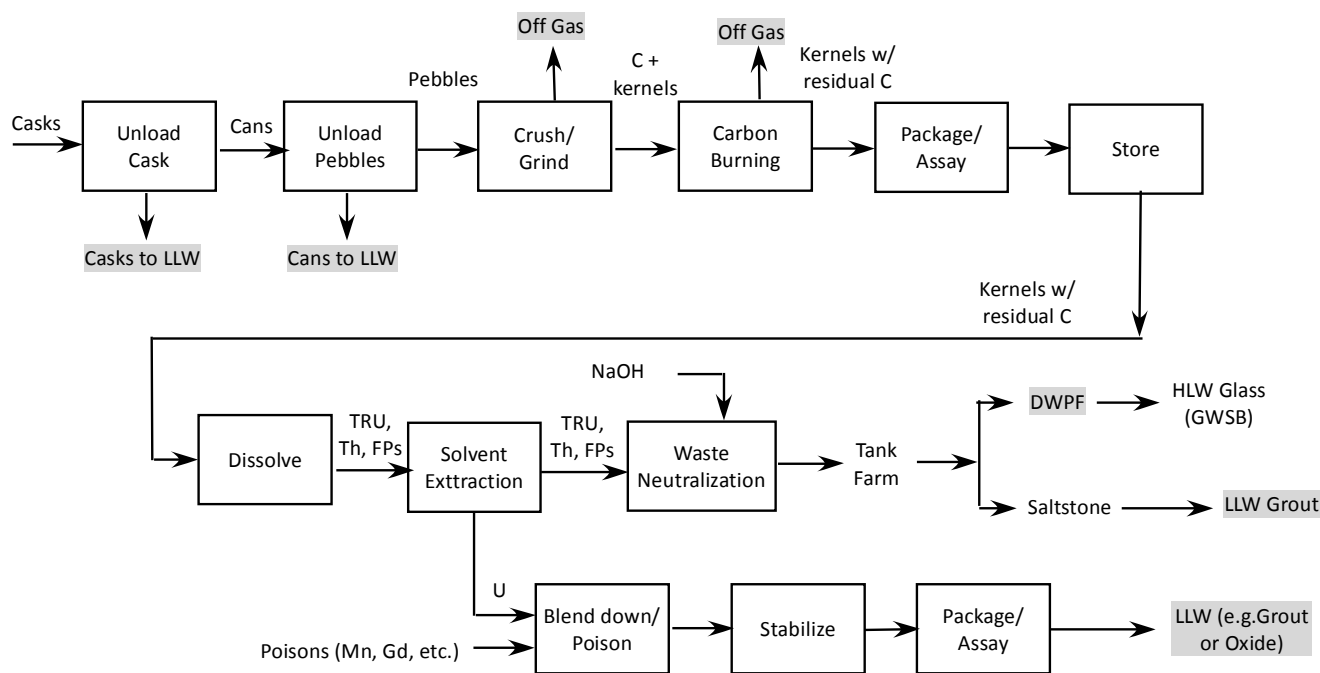 Off Gas
Off Gas
Pebbles
C +
kernels
Kernels w/
residual C
Casks
Unload
Cask
Cans
Unload
Pebbles
Crush/
Grind
Carbon
Burning
Package/
Assay
Store
Casks to LLW
Cans to LLW
Kernels w/
residual C
NaOH
Dissolve
TRU,
Th, FPs
Solvent
Exttraction
TRU,
Th, FPs
Waste
Neutralization
Tank
Farm
DWPF
HLW Glass
(GWSB)
Saltstone
LLW Grout
U
Poisons (Mn, Gd, etc.)
Blend down/
Poison
Stabilize
Package/
Assay
LLW (e.g.Grout
or Oxide)